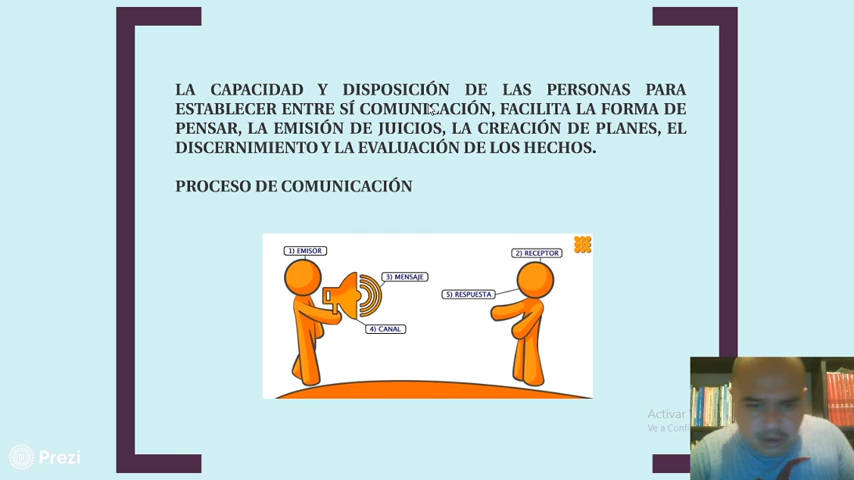 LA CAPACIDAD Y DISPOSICIÓN DE LAS PERSONAS PARA
ESTABLECER ENTRE SÍ COMUNICACIÓN, FACILITA LA FORMA DE
PENSAR, LA EMISIÓN DE JUICIOS, LA CREACIÓN DE PLANES, EL
DISCERNIMIENTO Y LA EVALUACIÓN DE LOS HECHOS.
PROCESO DE COMUNICACIÓN
1) EMISOR
2) RECEPTOR
3) MENSAJE
5) RESPUESTA
4) CANAL
Activar
Ve a Confi
Prezi